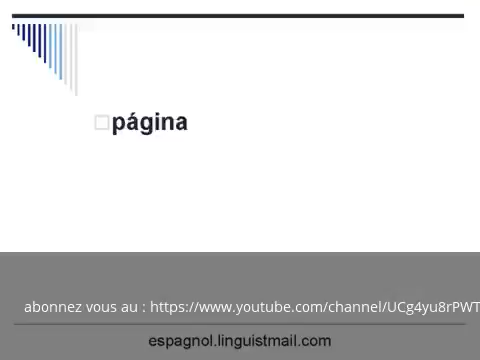 página
abonnez vous au : https://www.youtube.com/channel/UCg4yu8rPWT
espagnol.linguistmail.com